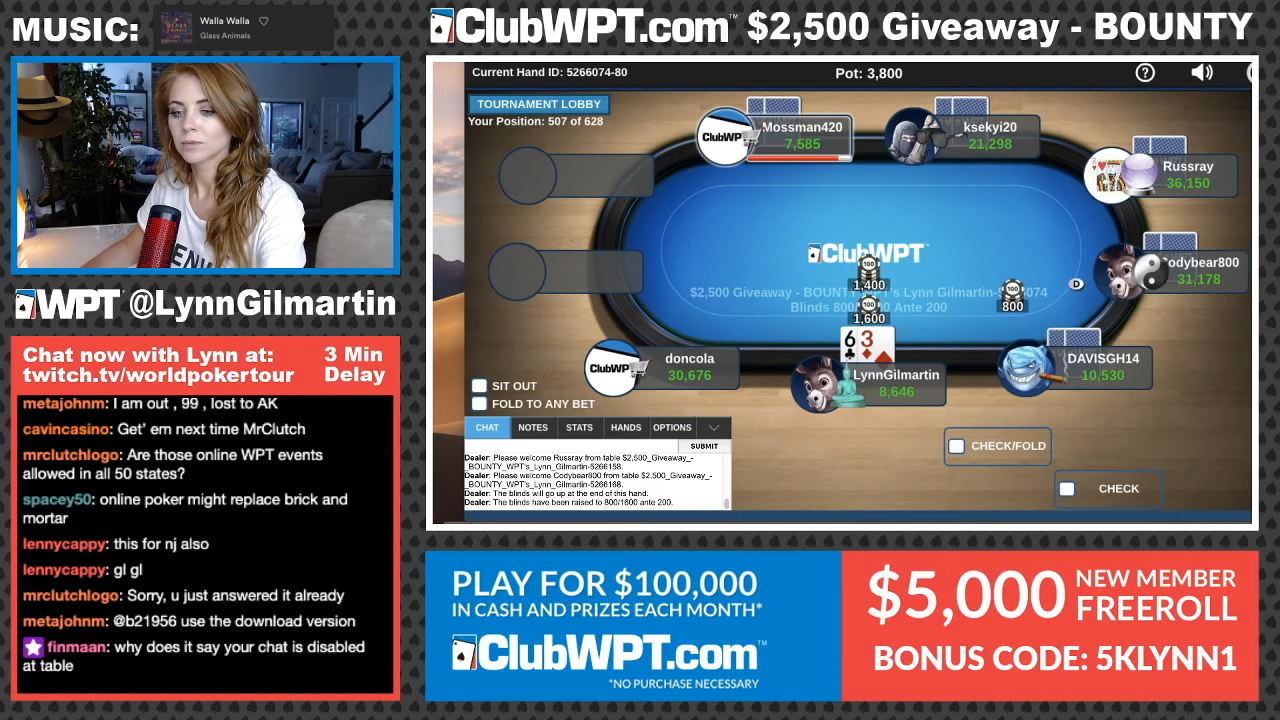 MUSIC:
Walla Walla
Glass Animals
ClubWPT.com™ $2,500 Giveaway - BOUNTY
WPT @LynnGilmartin
Chat now with Lynn at:
twitch.tv/worldpokertour
3 Min
Delay
metajohnm: I am out , 99 , lost to AK
cavincasino: Get' em next time MrClutch
mrclutchlogo: Are those online WPT events
allowed in all 50 states?
spacey50: online poker might replace brick and
mortar
lennycappy: this for nj also
lennycappy: gl gl
mrclutchlogo: Sorry, u just answered it already
metajohnm: @b21956 use the download version
finmaan: why does it say your chat is disabled
at table
Current Hand ID: 5266074-80
Pot: 3,800
TOURNAMENT LOBBY
Your Position: 507 of 628
Mossman420
7,585
ksekyi20
21,298
Russray
36,150
odybear800
31,178
DAVISGH14
10,530
LynnGilmartin
8,646
doncola
30,676
ClubWPT™
1,400
1,600
800
D
6 3
$2,500 Giveaway - BOUNTY
SIT OUT
FOLD TO ANY BET
CHAT
NOTES
STATS
HANDS
OPTIONS
SUBMIT
Dealer: Please welcome Russray from table $2,500_Giveaway_-
_BOUNTY_WPT's_Lynn_Gilmartin-5266158.
Dealer: Please welcome Codybear800 from table $2,500_Giveaway_-
_BOUNTY_WPT's_Lynn_Gilmartin-5266168.
Dealer: The blinds will go up at the end of this hand.
Dealer: The blinds have been raised to 800/1600 ante 200.
CHECK/FOLD
CHECK
PLAY FOR $100,000
IN CASH AND PRIZES EACH MONTH*
ClubWPT.com™
*NO PURCHASE NECESSARY
$5,000 NEW MEMBER
FREEROLL
BONUS CODE: 5KLYNN1